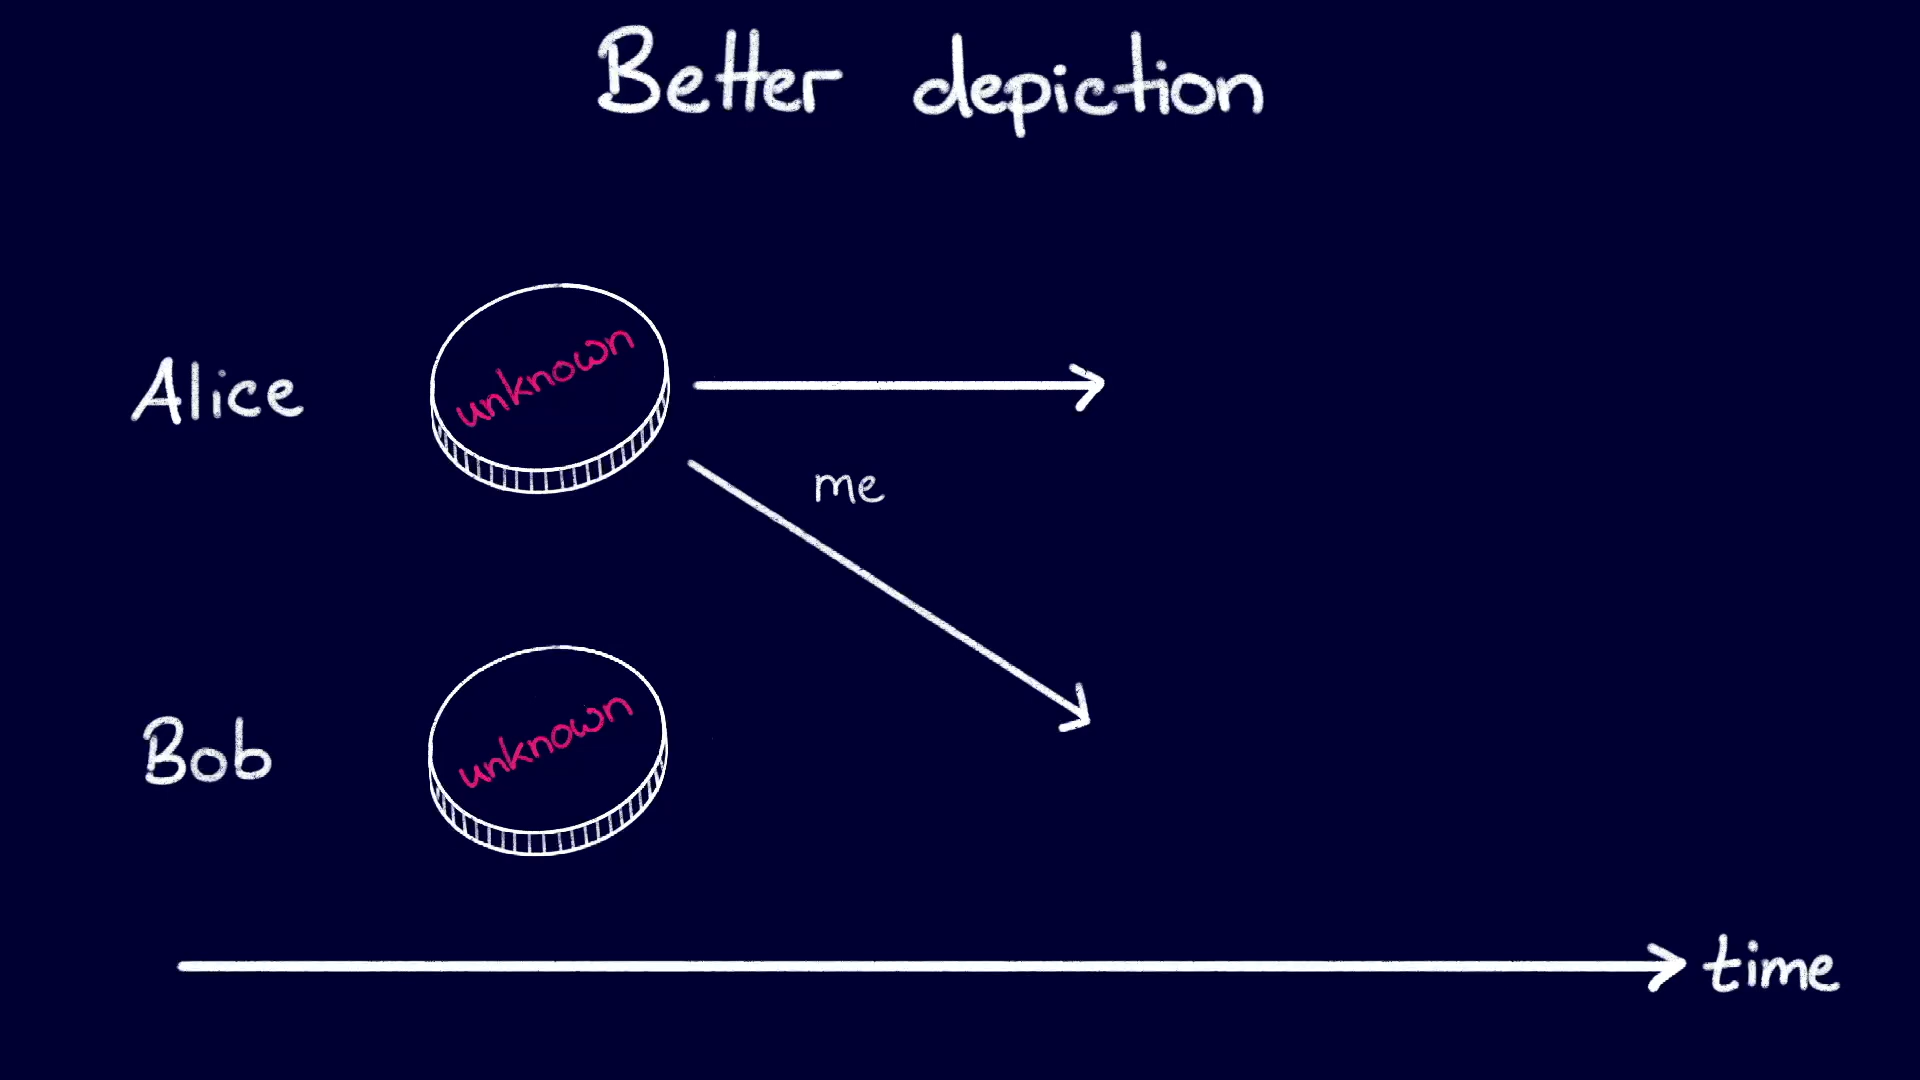 Better depiction
Alice
unknown
me
Bob
unknown
time